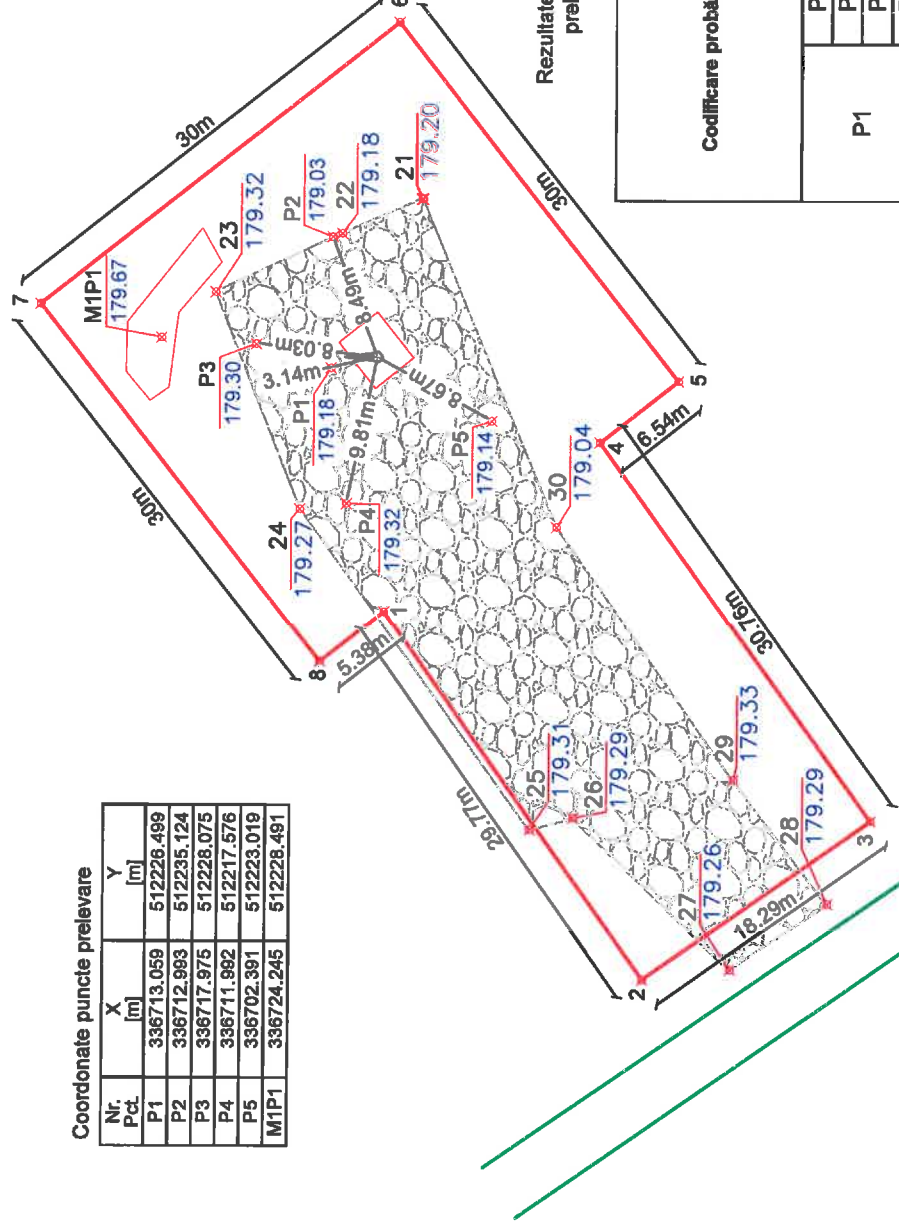 Coordonate puncte prelevare
Nr. Pct. X [m] Y [m]
P1 336713.059 512226.499
P2 336712.993 512235.124
P3 336717.975 512228.075
P4 336711.982 512217.576
P5 336702.391 512223.019
M1P1 336724.245 512228.491
7
30m
6
M1P1
179.67
23
179.32
P2
179.03
22
179.18
21
179.20
P3
179.30
8.03m
8.49m
3.14m
P1
179.18
9.81m
8.67m
P4
179.32
P5
179.14
30m
30m
24
179.27
30
179.04
5
4
6.54m
8
5.38m
1
29.77m
30.76m
25
179.31
26
179.29
29
179.33
28
179.29
27
179.26
18.29m
2
3
Rezultate
prel
Codificare probă
P1
P
P
P